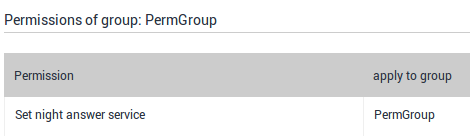 Permissions of group: PermGroup
Permission apply to group
Set night answer service PermGroup